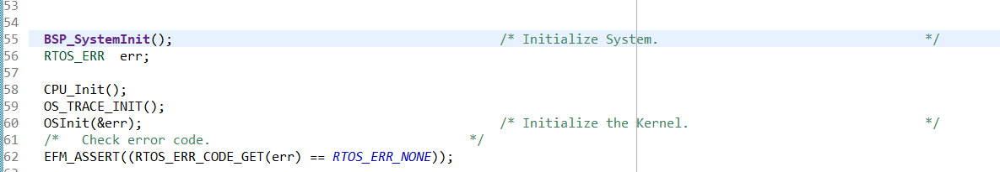 53
54
55 BSP_SystemInit(); /* Initialize System. */
56 RTOS_ERR err;
57
58 CPU_Init();
59 OS_TRACE_INIT();
60 OSInit(&err); /* Initialize the Kernel. */
61 /* Check error code. */
62 EFM_ASSERT((RTOS_ERR_CODE_GET(err) == RTOS_ERR_NONE));